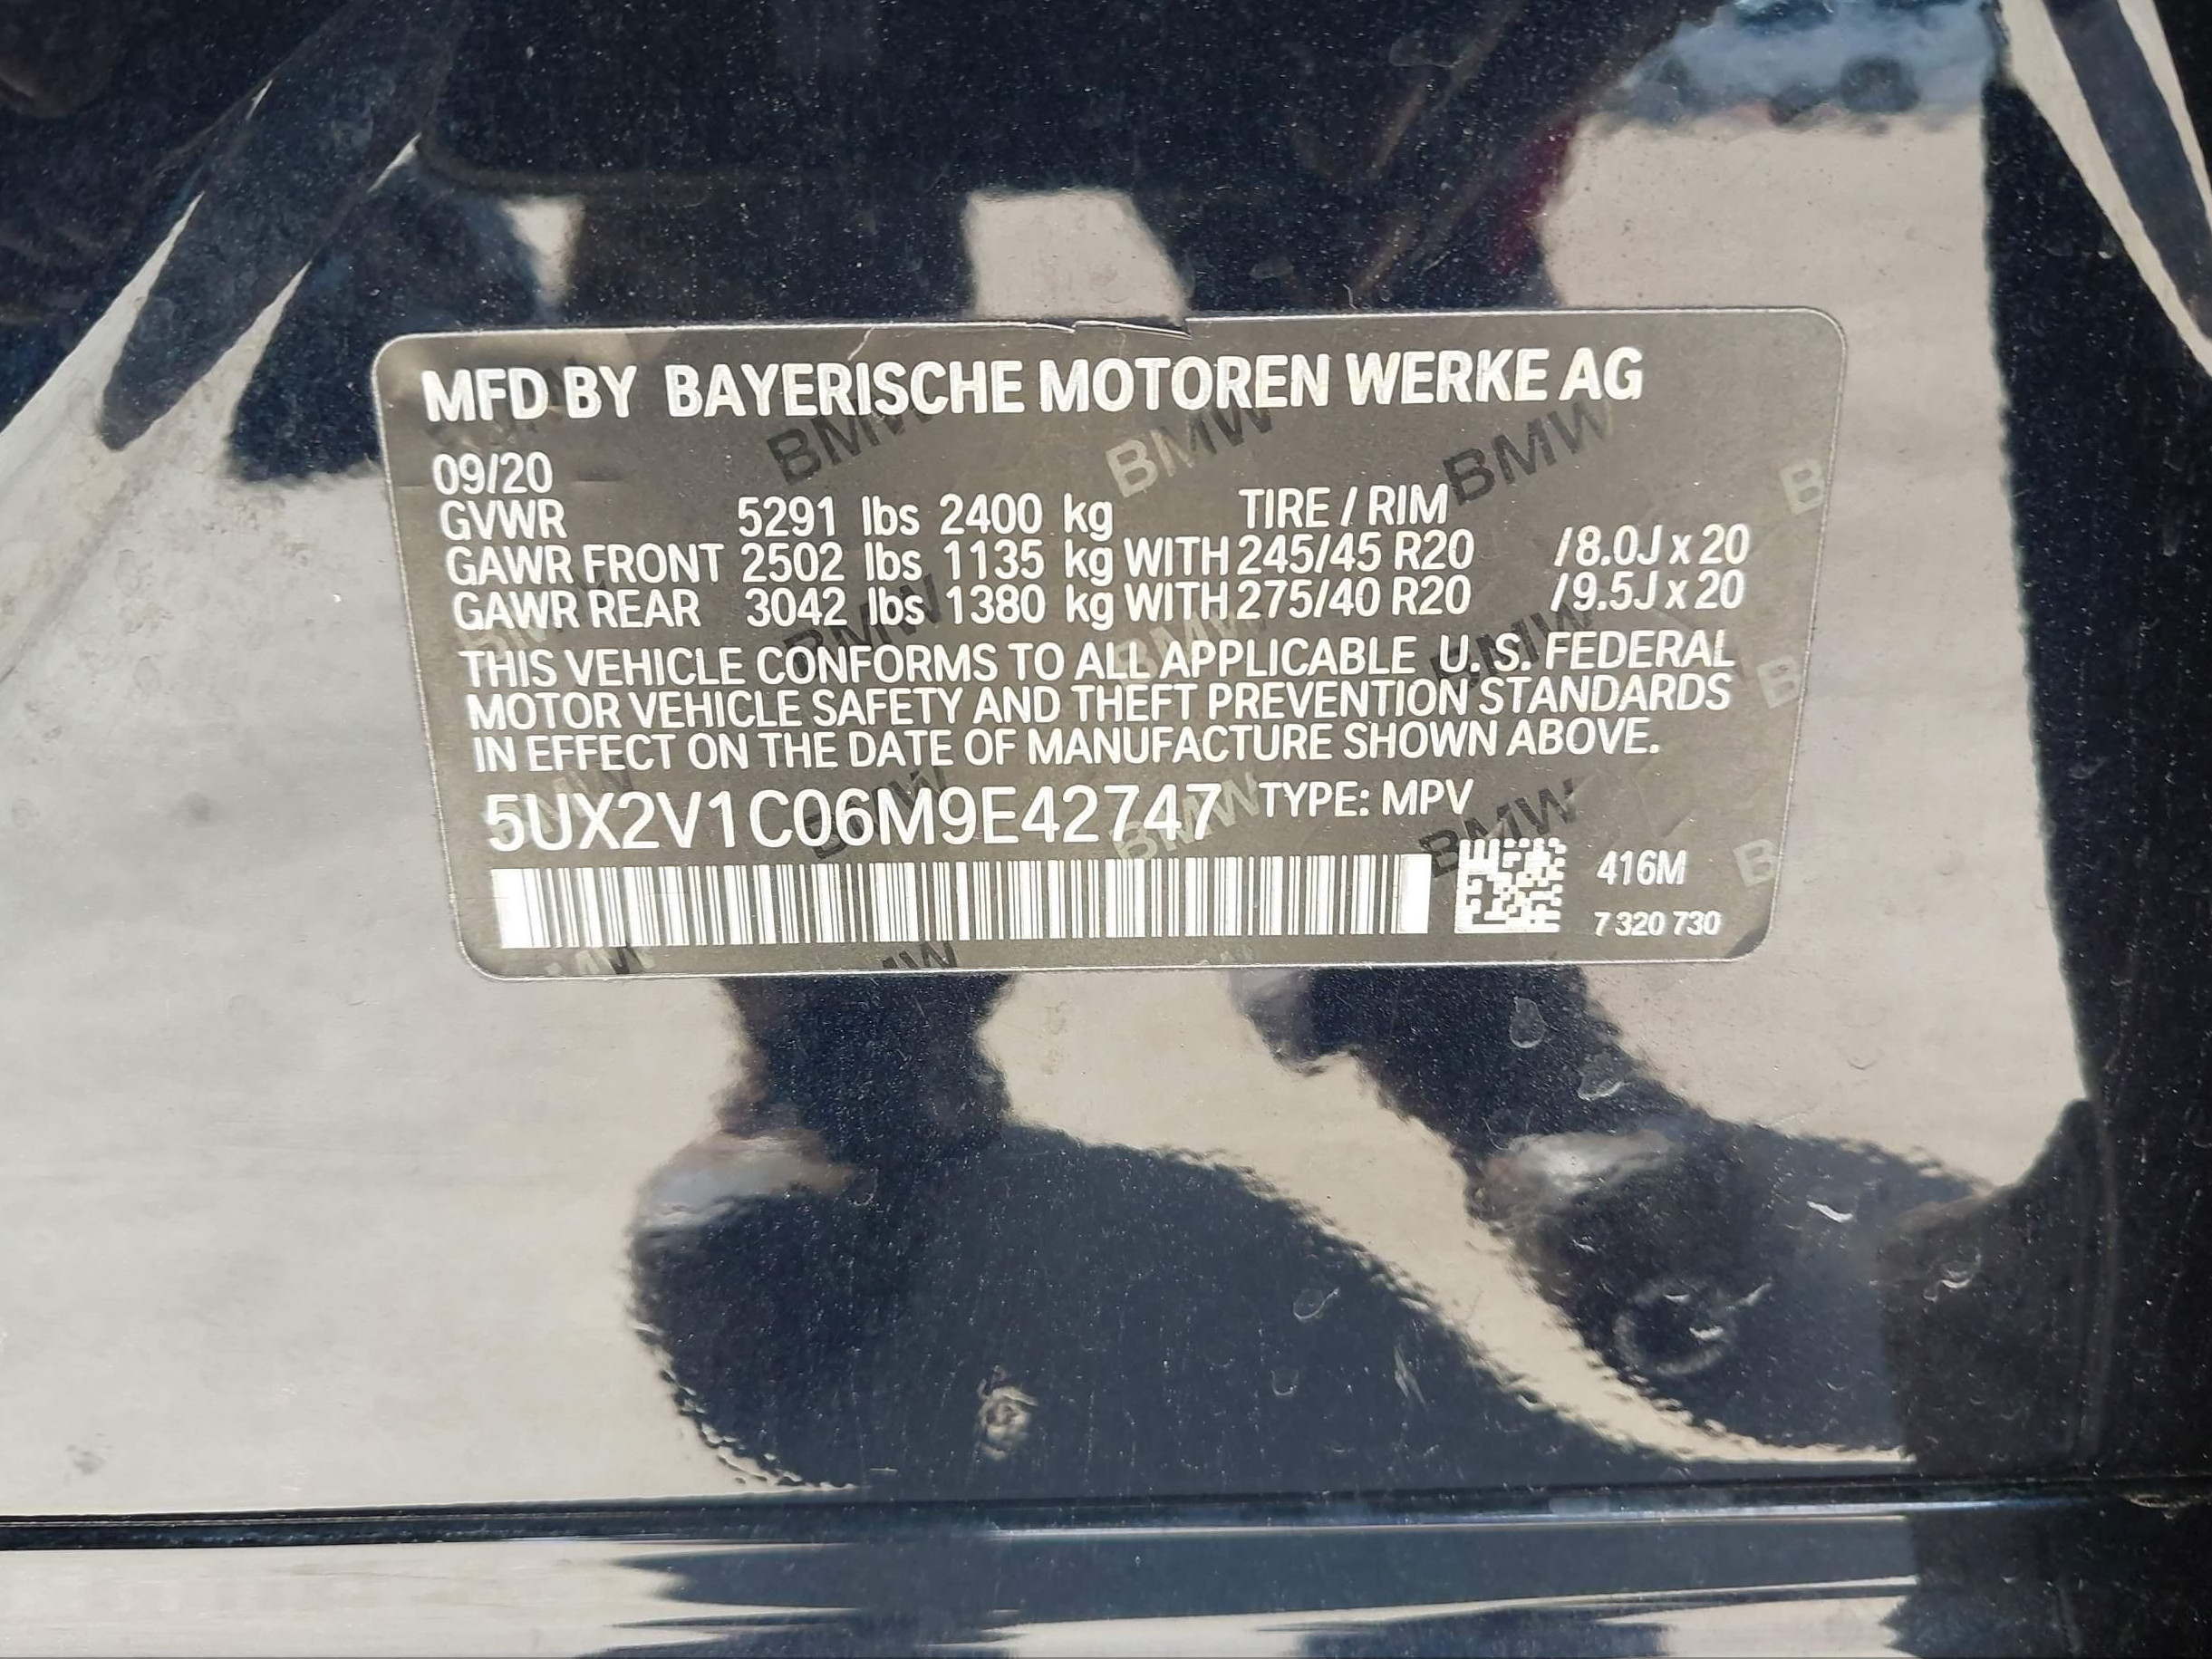 MFD BY BAYERISCHE MOTOREN WERKE AG
09/20
GVWR 5291 lbs 2400 kg TIRE / RIM
GAWR FRONT 2502 lbs 1135 kg WITH 245/45 R20 /8.0J x 20
GAWR REAR 3042 lbs 1380 kg WITH 275/40 R20 /9.5J x 20
THIS VEHICLE CONFORMS TO ALL APPLICABLE U.S. FEDERAL
MOTOR VEHICLE SAFETY AND THEFT PREVENTION STANDARDS
IN EFFECT ON THE DATE OF MANUFACTURE SHOWN ABOVE.
5UX2V1C06M9E42747 TYPE: MPV
416M
7 320 730